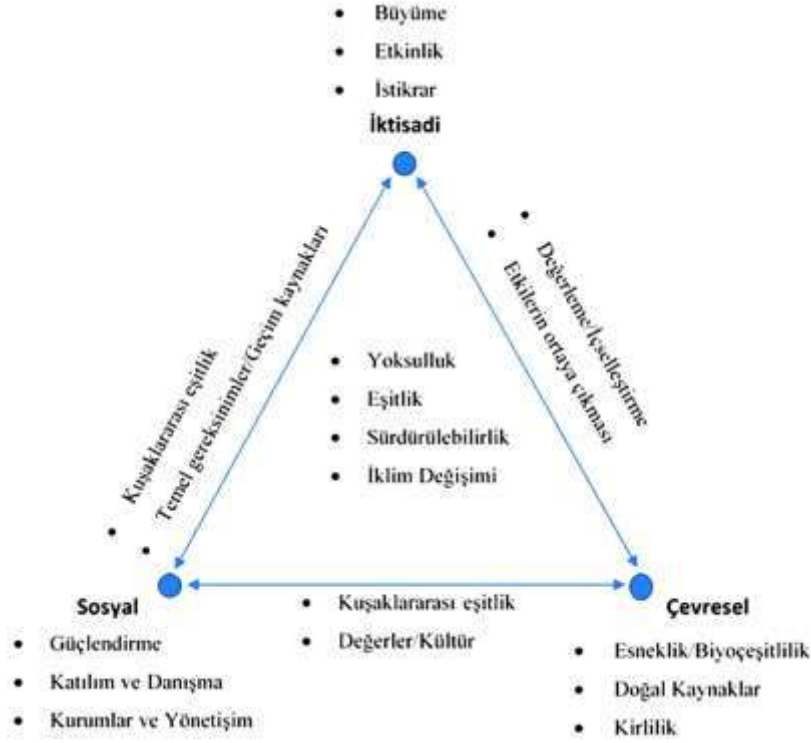 • Büyüme
• Etkinlik
• İstikrar
İktisadi
• Kuşaklararası eşitlik
• Temel gereksinimler/Geçim kaynakları
• Değerleme/İçselleştirme
• Etkilerin ortaya çıkması
• Yoksulluk
• Eşitlik
• Sürdürülebilirlik
• İklim Değişimi
Sosyal
• Güçlendirme
• Katılım ve Danışma
• Kurumlar ve Yönetişim
• Kuşaklararası eşitlik
• Değerler/Kültür
Çevresel
• Esneklik/Biyoçeşitlilik
• Doğal Kaynaklar
• Kirlilik